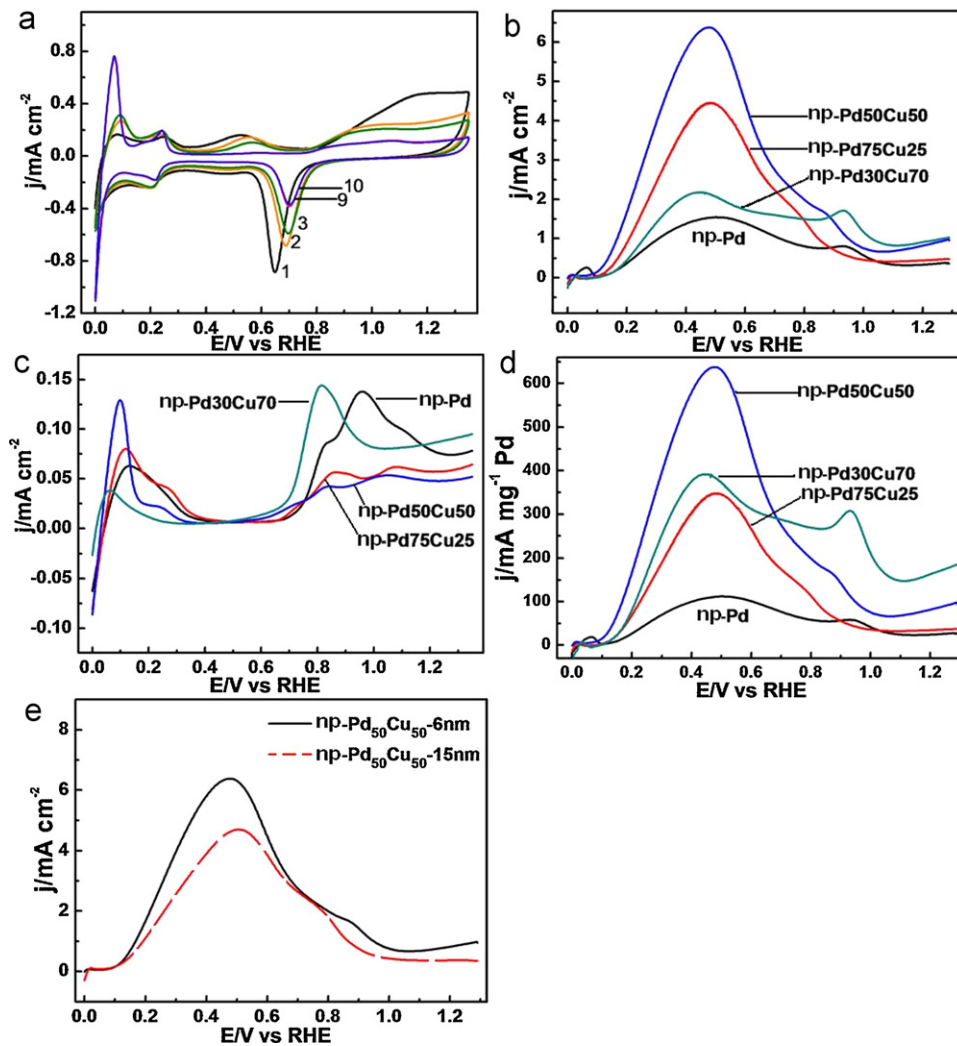 a
j/mA cm-2
0.8
0.4
0.0
-0.4
-0.8
-1.2
10
9
3
2
1
0.0 0.2 0.4 0.6 0.8 1.0 1.2
E/V vs RHE
b
j/mA cm-2
6
5
4
3
2
1
0
np-Pd50Cu50
np-Pd75Cu25
np-Pd30Cu70
np-Pd
0.0 0.2 0.4 0.6 0.8 1.0 1.2
E/V vs RHE
c
j/mA cm-2
0.15
0.10
0.05
0.00
-0.05
-0.10
np-Pd30Cu70
np-Pd
np-Pd50Cu50
np-Pd75Cu25
0.0 0.2 0.4 0.6 0.8 1.0 1.2
E/V vs RHE
d
j/mA mg-1 Pd
600
500
400
300
200
100
0
np-Pd50Cu50
np-Pd30Cu70
np-Pd75Cu25
np-Pd
0.0 0.2 0.4 0.6 0.8 1.0 1.2
E/V vs RHE
e
j/mA cm-2
8
6
4
2
0
np-Pd50Cu50-6nm
np-Pd50Cu50-15nm
0.0 0.2 0.4 0.6 0.8 1.0 1.2
E/V vs RHE